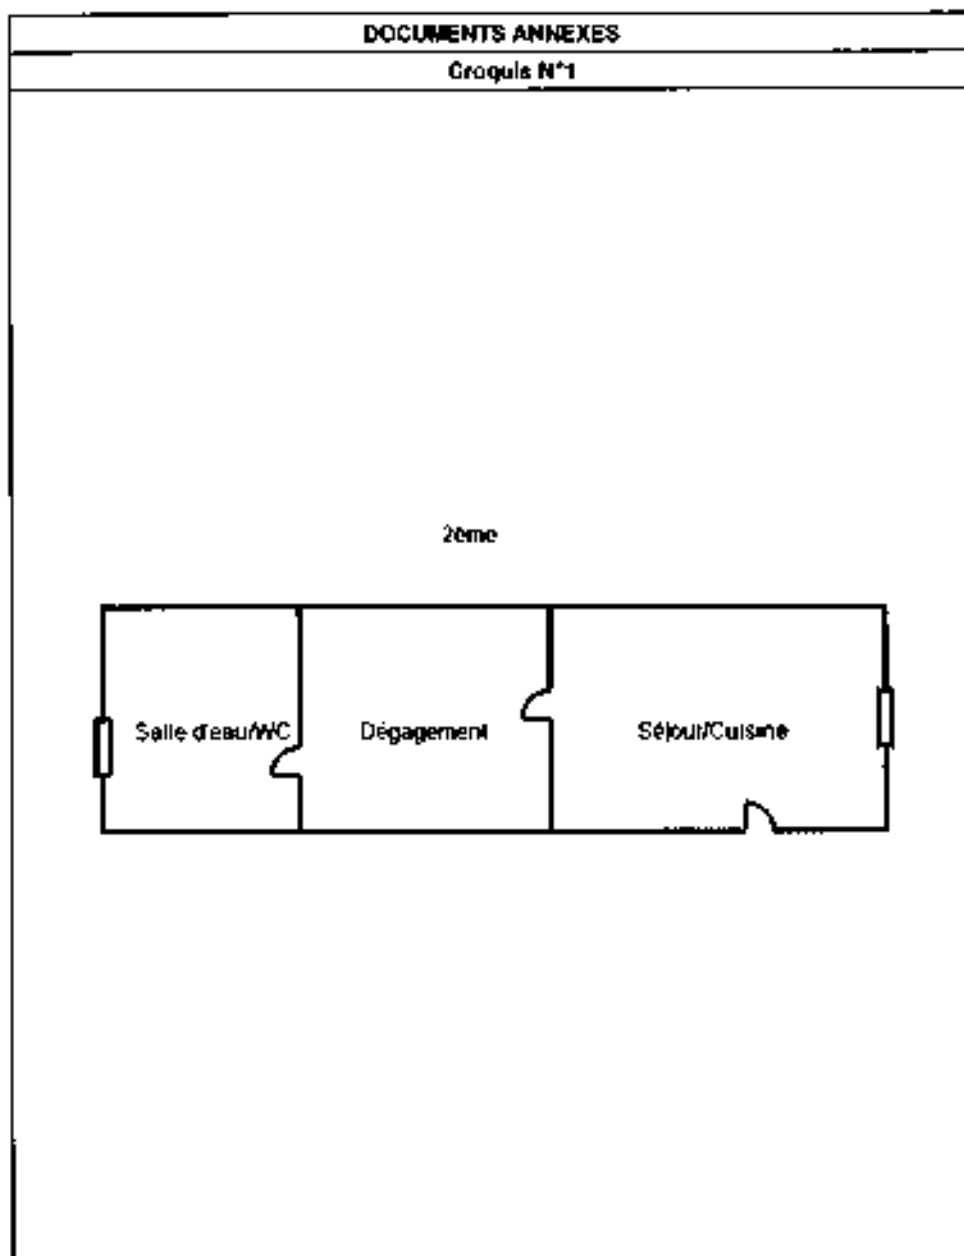 DOCUMENTS ANNEXES
Croquis N°1
2ème
Salle d'eau/WC
Dégagement
Séjour/Cuisine